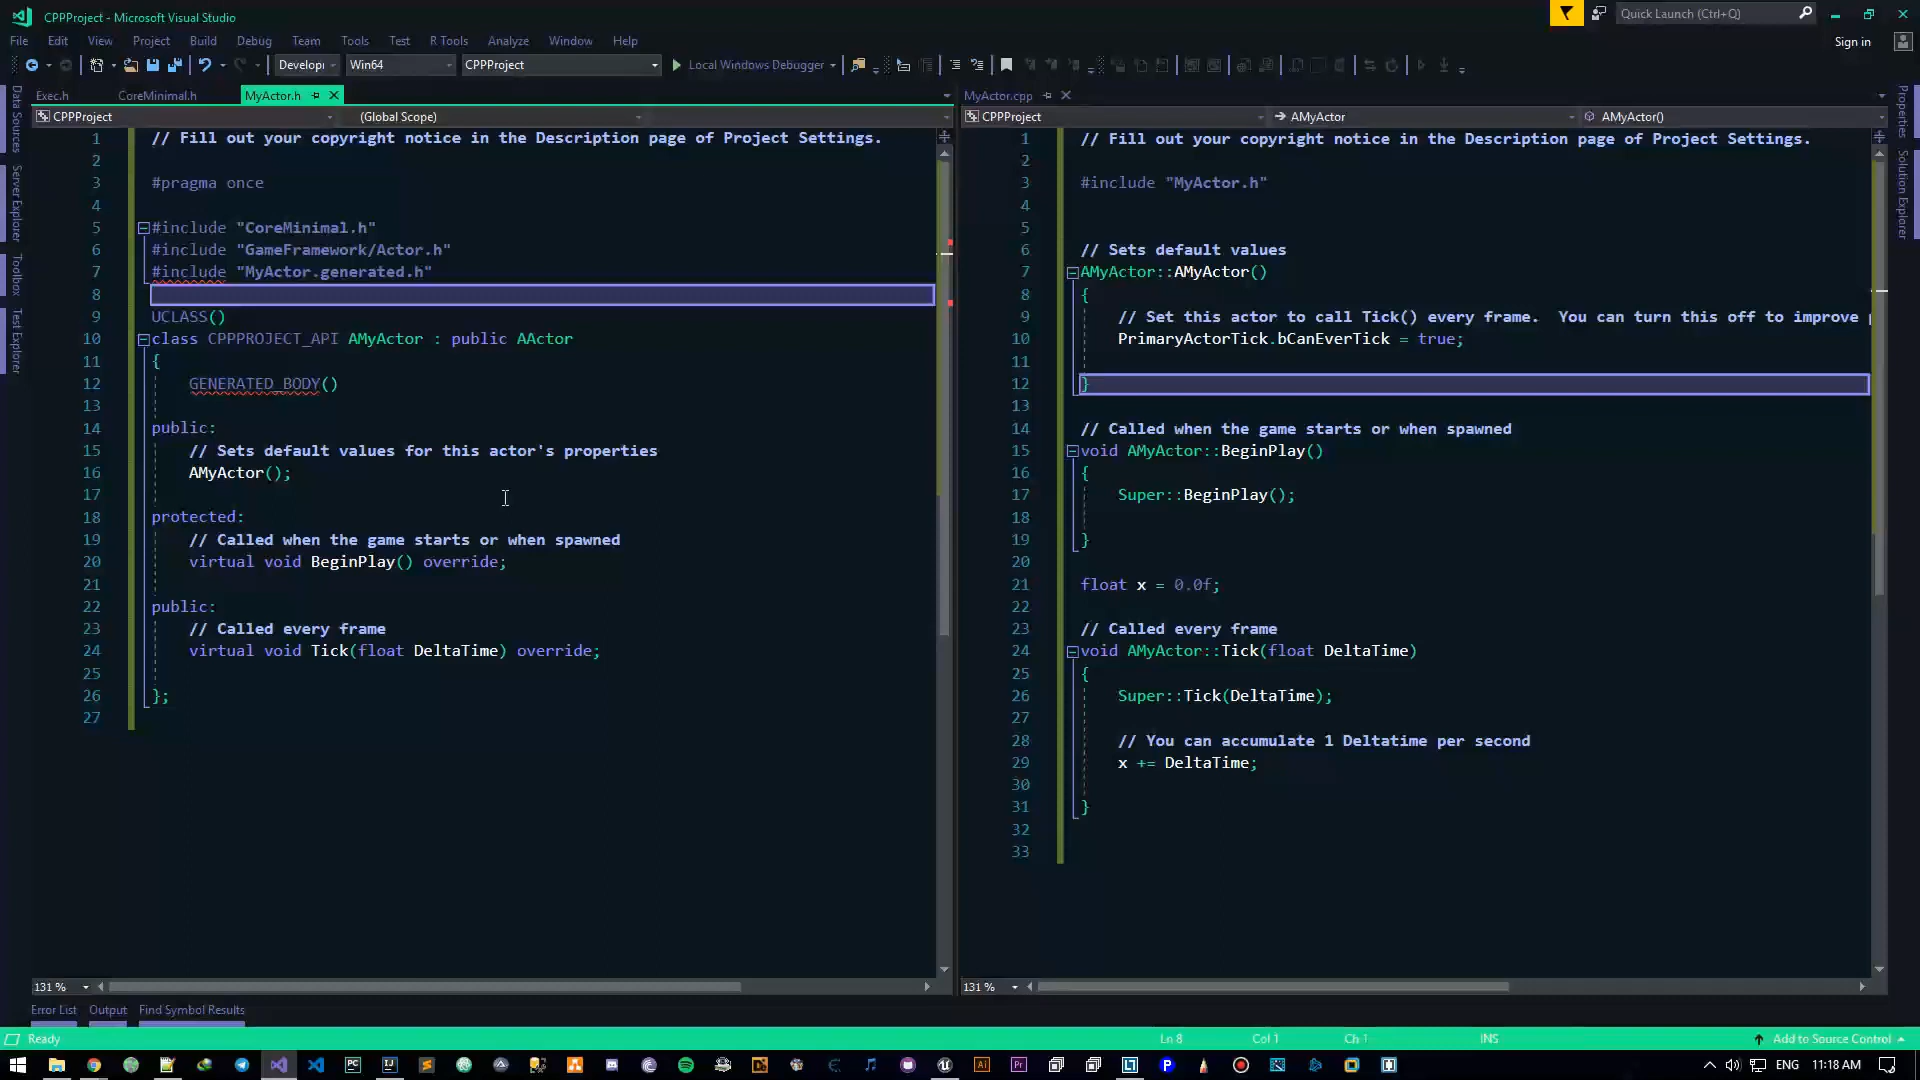 CPPProject - Microsoft Visual Studio
Quick Launch (Ctrl+Q)
File Edit View Project Build Debug Team Tools Test R Tools Analyze Window Help
Sign in
Developi Win64 CPPProject Local Windows Debugger
Exec.h CoreMinimal.h MyActor.h
MyActor.cpp
CPPProject (Global Scope)
CPPProject AMyActor AMyActor()
Data Sources
Server Explorer
Toolbox
Test Explorer
1 // Fill out your copyright notice in the Description page of Project Settings.
2
3 #pragma once
4
5 #include "CoreMinimal.h"
6 #include "GameFramework/Actor.h"
7 #include "MyActor.generated.h"
8
9 UCLASS()
10 class CPPPROJECT_API AMyActor : public AActor
11 {
12 GENERATED_BODY()
13
14 public:
15 // Sets default values for this actor's properties
16 AMyActor();
17
18 protected:
19 // Called when the game starts or when spawned
20 virtual void BeginPlay() override;
21
22 public:
23 // Called every frame
24 virtual void Tick(float DeltaTime) override;
25
26 };
27
1 // Fill out your copyright notice in the Description page of Project Settings.
2
3 #include "MyActor.h"
4
5
6 // Sets default values
7 AMyActor::AMyActor()
8 {
9 // Set this actor to call Tick() every frame.  You can turn this off to improve p
10 PrimaryActorTick.bCanEverTick = true;
11
12 }
13
14 // Called when the game starts or when spawned
15 void AMyActor::BeginPlay()
16 {
17 Super::BeginPlay();
18
19 }
20
21 float x = 0.0f;
22
23 // Called every frame
24 void AMyActor::Tick(float DeltaTime)
25 {
26 Super::Tick(DeltaTime);
27
28 // You can accumulate 1 Deltatime per second
29 x += DeltaTime;
30
31 }
32
33
Properties
Solution Explorer
131 %
131 %
Error List Output Find Symbol Results
Ready Ln 8 Col 1 Ch 1 INS Add to Source Control
ENG 11:18 AM